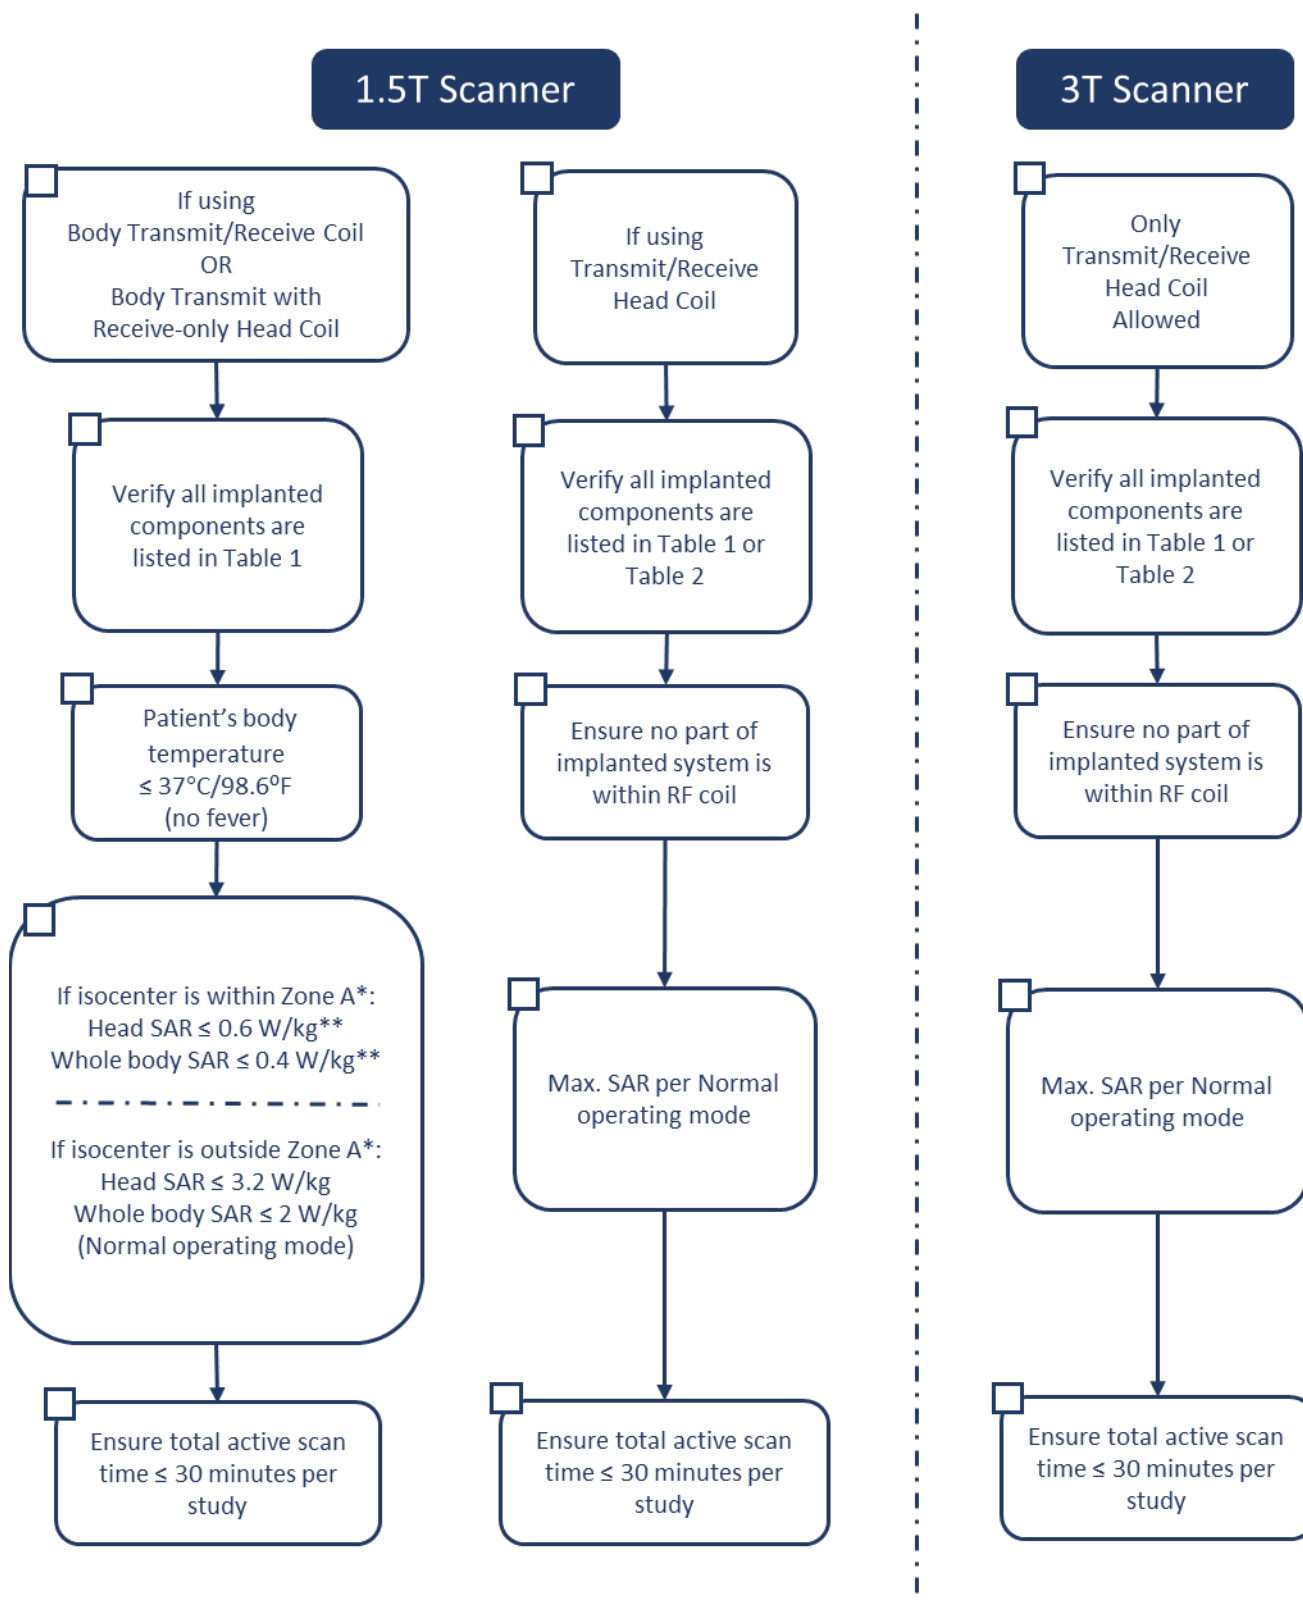 1.5T Scanner
If using
Body Transmit/Receive Coil
OR
Body Transmit with
Receive-only Head Coil
Verify all implanted
components are
listed in Table 1
Patient’s body
temperature
≤ 37°C/98.6⁰F
(no fever)
If isocenter is within Zone A*:
Head SAR ≤ 0.6 W/kg**
Whole body SAR ≤ 0.4 W/kg**
If isocenter is outside Zone A*:
Head SAR ≤ 3.2 W/kg
Whole body SAR ≤ 2 W/kg
(Normal operating mode)
Ensure total active scan
time ≤ 30 minutes per
study
If using
Transmit/Receive
Head Coil
Verify all implanted
components are
listed in Table 1 or
Table 2
Ensure no part of
implanted system is
within RF coil
Max. SAR per Normal
operating mode
Ensure total active scan
time ≤ 30 minutes per
study
3T Scanner
Only
Transmit/Receive
Head Coil
Allowed
Verify all implanted
components are
listed in Table 1 or
Table 2
Ensure no part of
implanted system is
within RF coil
Max. SAR per Normal
operating mode
Ensure total active scan
time ≤ 30 minutes per
study